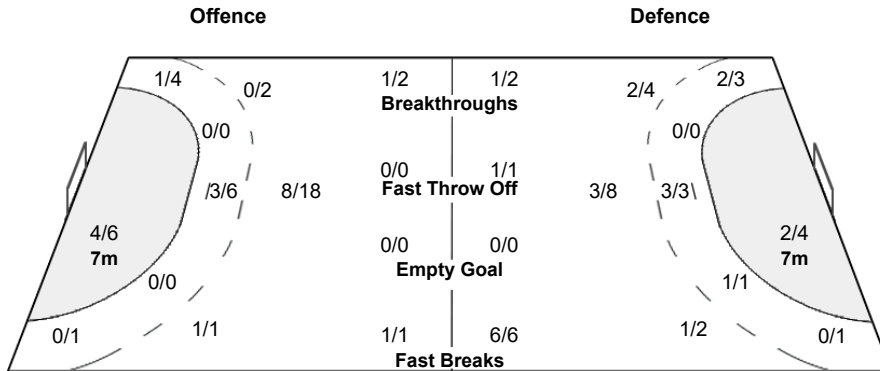 Offence Defence
1/4 0/2 1/2 1/2 2/4 2/3
Breakthroughs
0/0 0/0
0/0 1/1
3/6 8/18 Fast Throw Off 3/8 3/3
4/6 0/0 0/0 2/4
7m Empty Goal 7m
0/0 1/1
0/1 1/1 1/1 6/6 1/2 0/1
Fast Breaks